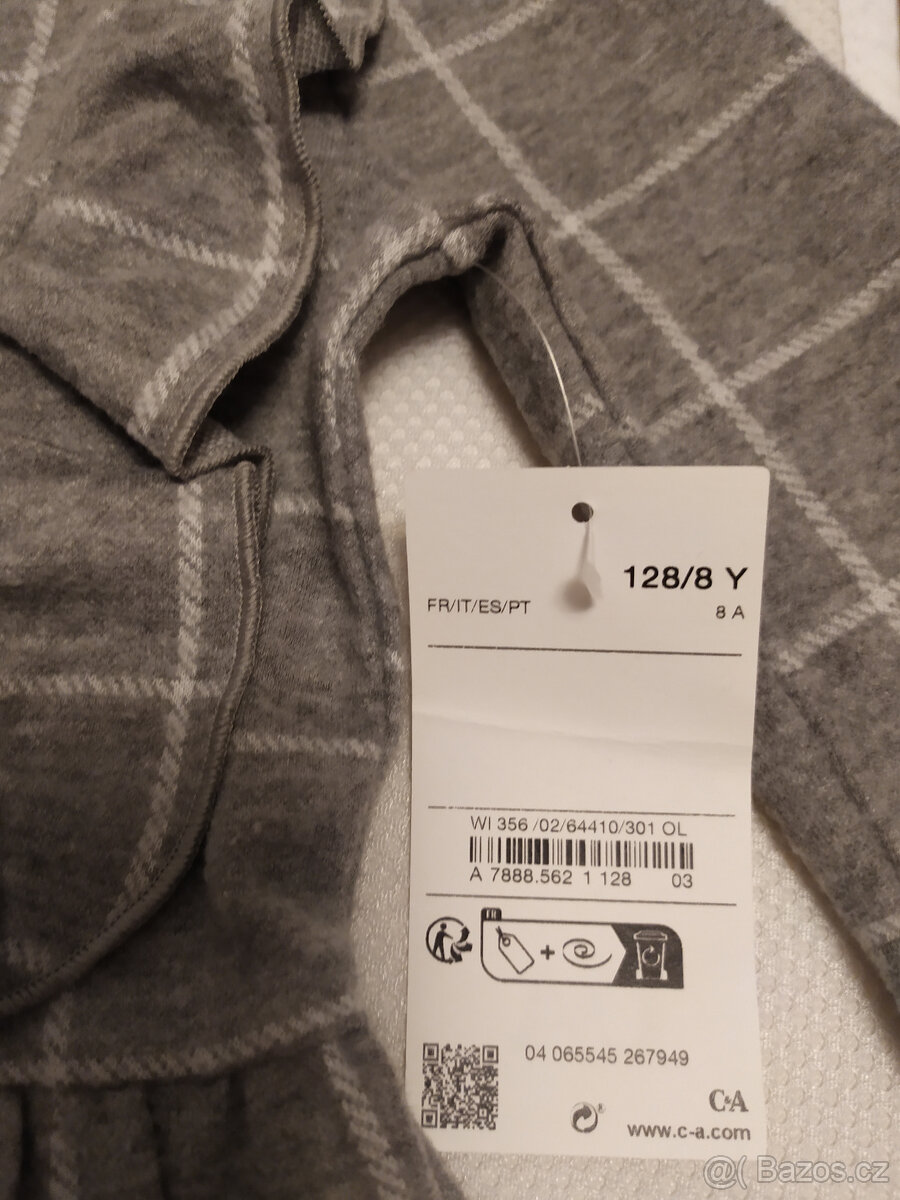 128/8 Y
FR/IT/ES/PT
8 A
WI 356 /02/64410/301 OL
A 7888.562 1 128 03
FR
04 065545 267949
C&A
www.c-a.com
@( Bazos.cz